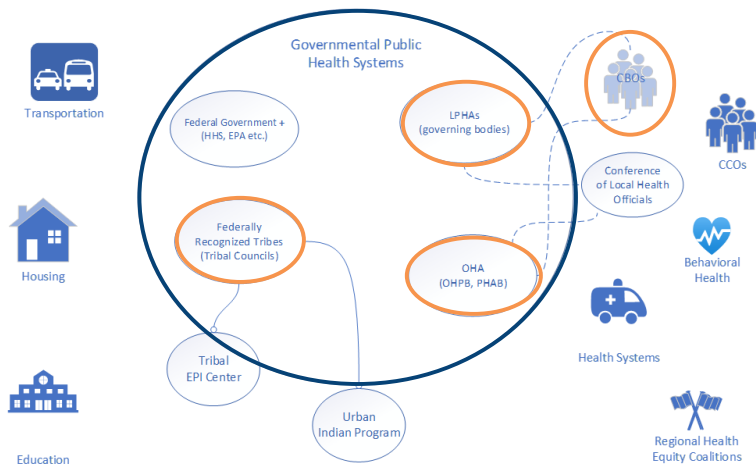 Governmental Public
Health Systems
CBOs
Transportation
Federal Government +
(HHS, EPA etc.)
LPHAs
(governing bodies)
CCOs
Conference
of Local Health
Officials
Federally
Recognized Tribes
(Tribal Councils)
Housing
OHA
(OHPB, PHAB)
Behavioral
Health
Tribal
EPI Center
Health Systems
Urban
Indian Program
Education
Regional Health
Equity Coalitions